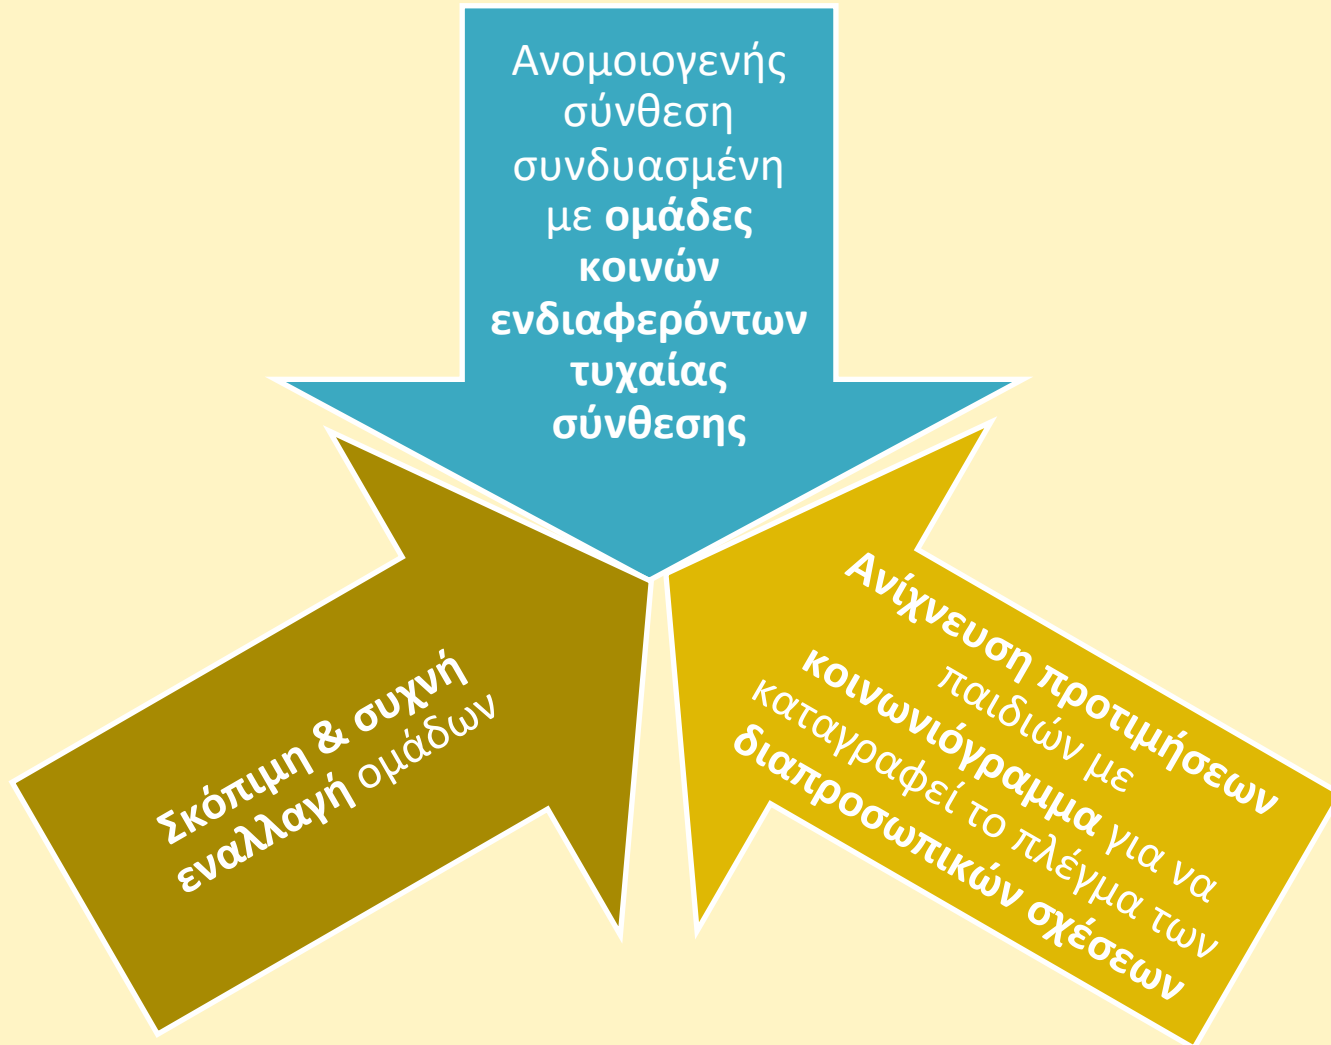 Ανομοιογενής
σύνθεση
συνδυασμένη
με ομάδες
κοινών
ενδιαφερόντων
τυχαίας
σύνθεσης
Ανίχνευση προτιμήσεων
παιδιών με
κοινωνιόγραμμα για να
καταγραφεί το πλέγμα των
διαπροσωπικών σχέσεων
Σκόπιμη & συχνή
εναλλαγή ομάδων